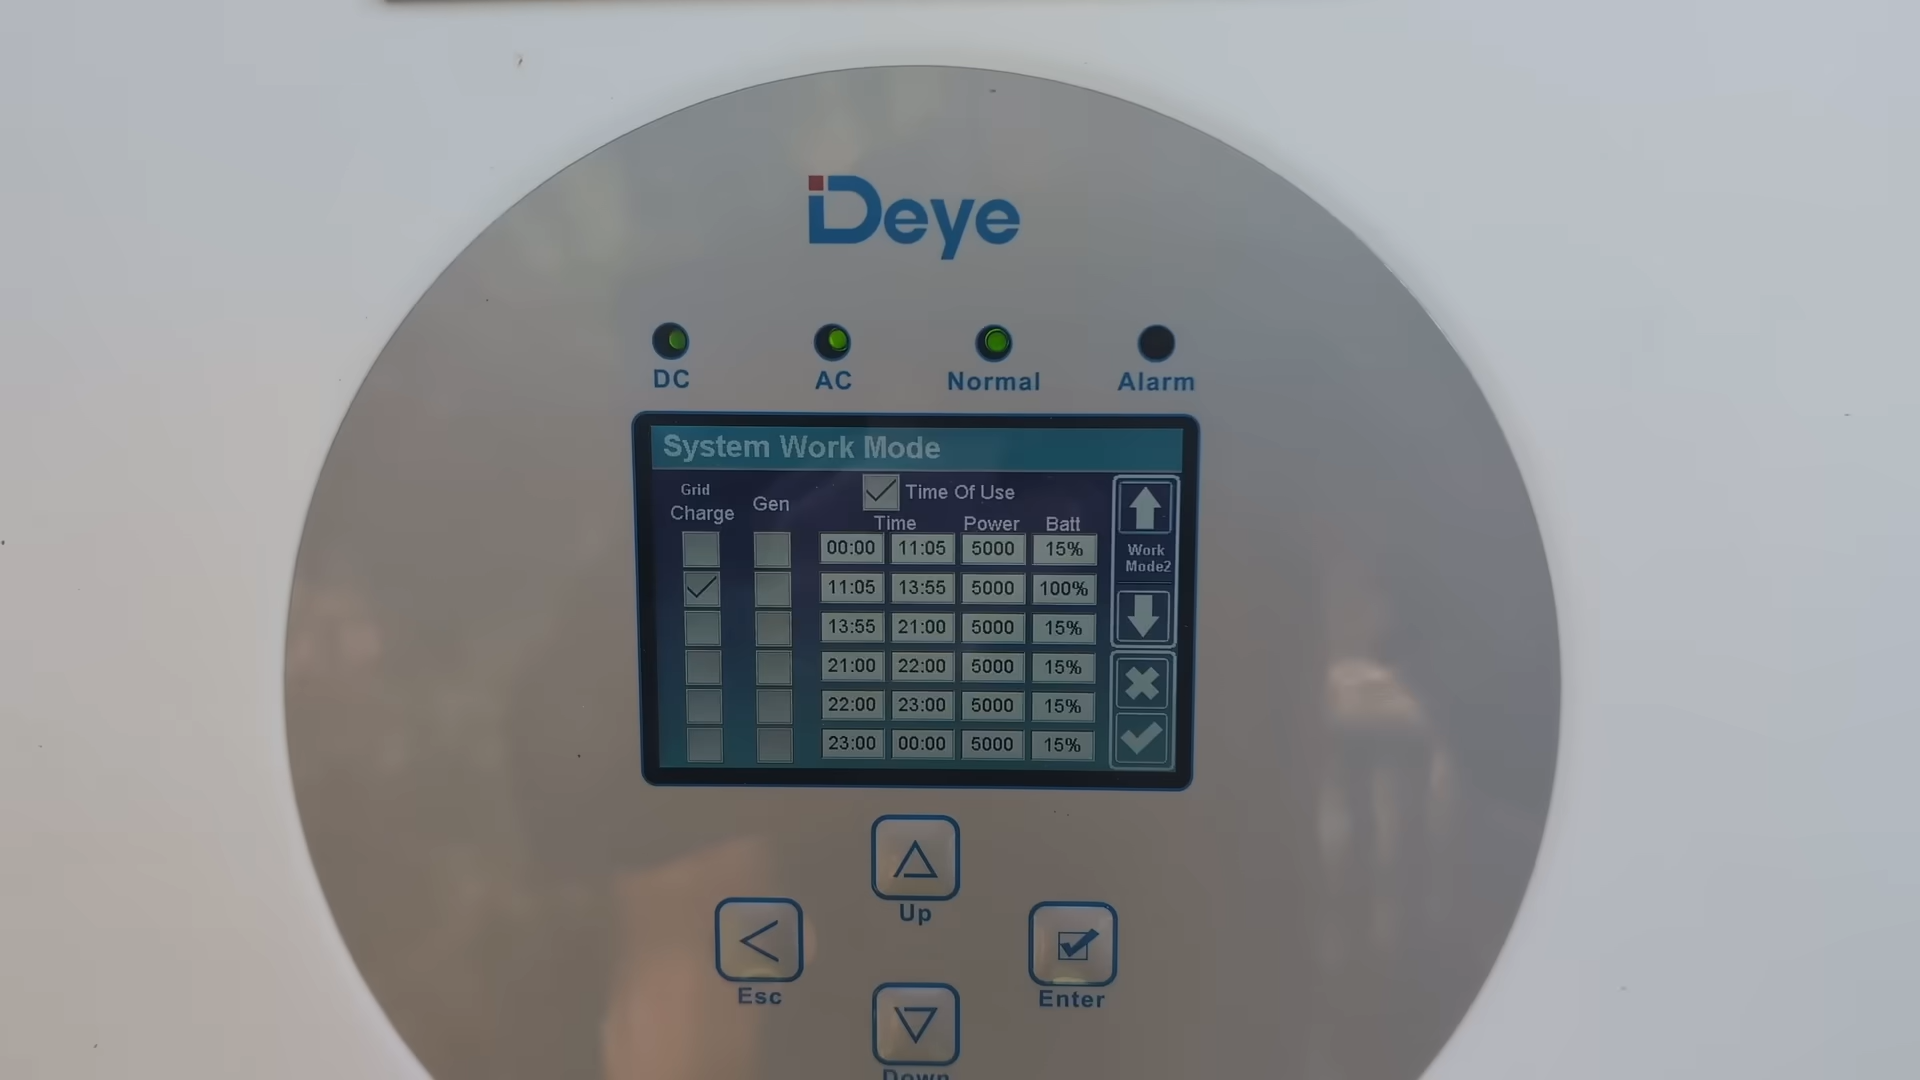 Deye
DC AC Normal Alarm
System Work Mode
Grid Charge Gen Time Of Use
Time Power Batt
00:00 11:05 5000 15%
11:05 13:55 5000 100%
13:55 21:00 5000 15%
21:00 22:00 5000 15%
22:00 23:00 5000 15%
23:00 00:00 5000 15%
Work
Mode2
Up
Esc
Enter
Down